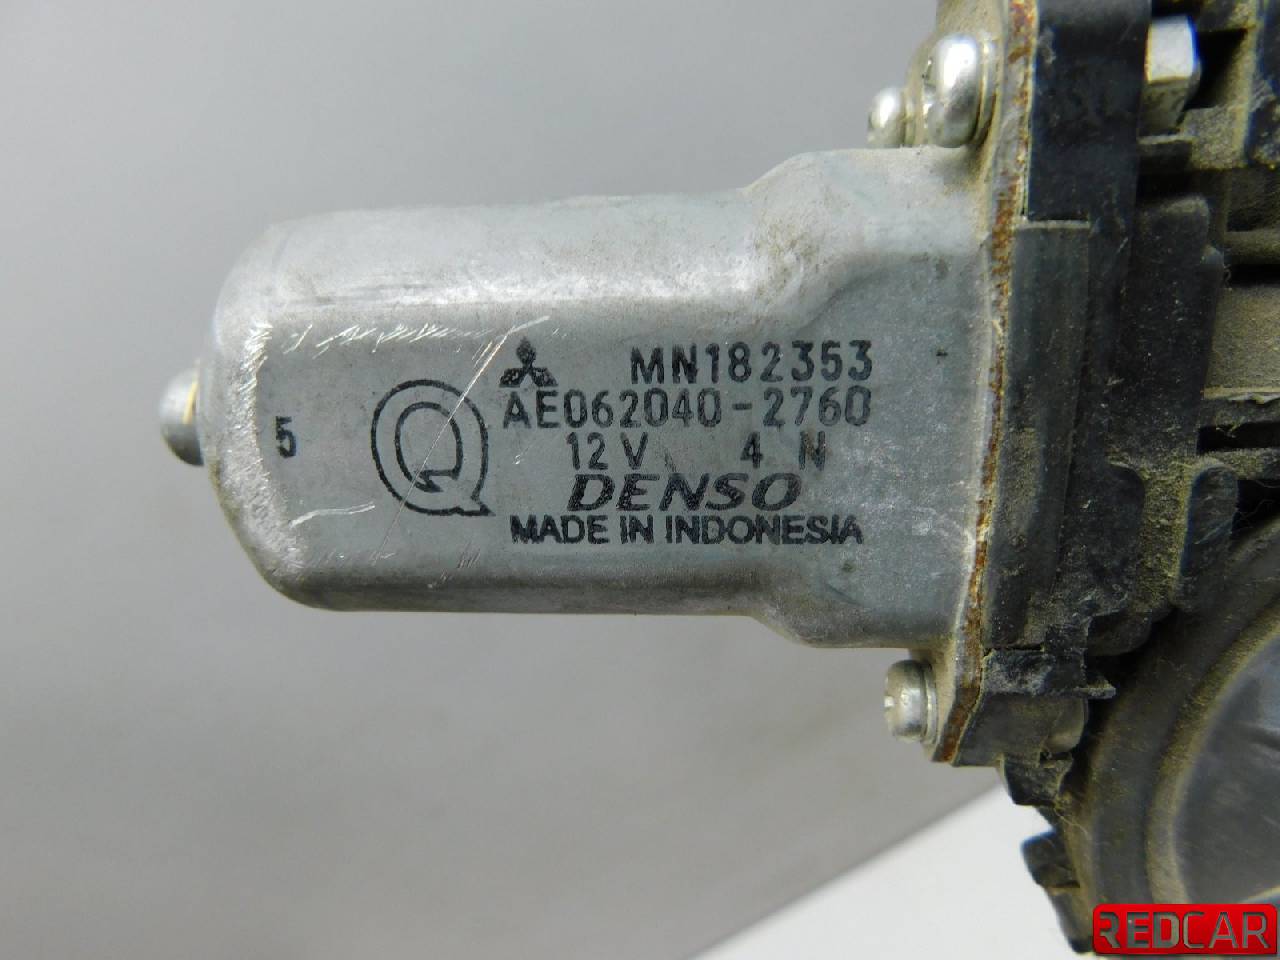 MN182353
AE062040-2760
12V 4 N
DENSO
MADE IN INDONESIA
5
Q
REDCAR